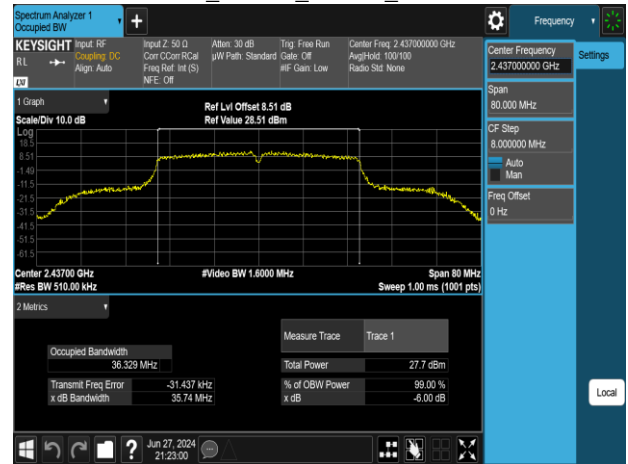 Spectrum Analyzer 1
Occupied BW
Frequency
KEYSIGHT
RL
LXI
Input: RF
Coupling: DC
Align: Auto
Input Z: 50 Ω
Corr CCorr RCal
Freq Ref: Int (S)
NFE: Off
Atten: 30 dB
µW Path: Standard
Trig: Free Run
Gate: Off
#IF Gain: Low
Center Freq: 2.437000000 GHz
Avg|Hold: 100/100
Radio Std: None
Center Frequency
2.437000000 GHz
Settings
Span
80.000 MHz
CF Step
8.000000 MHz
Auto
Man
Freq Offset
0 Hz
1 Graph
Scale/Div 10.0 dB
Ref Lvl Offset 8.51 dB
Ref Value 28.51 dBm
Log
18.5
8.51
-1.49
-11.5
-21.5
-31.5
-41.5
-51.5
-61.5
Center 2.43700 GHz
#Video BW 1.6000 MHz
Span 80 MHz
#Res BW 510.00 kHz
Sweep 1.00 ms (1001 pts)
2 Metrics
Measure Trace Trace 1
Occupied Bandwidth
36.329 MHz
Total Power 27.7 dBm
Transmit Freq Error -31.437 kHz
% of OBW Power 99.00 %
x dB Bandwidth 35.74 MHz
x dB -6.00 dB
Local
?
Jun 27, 2024
21:23:00